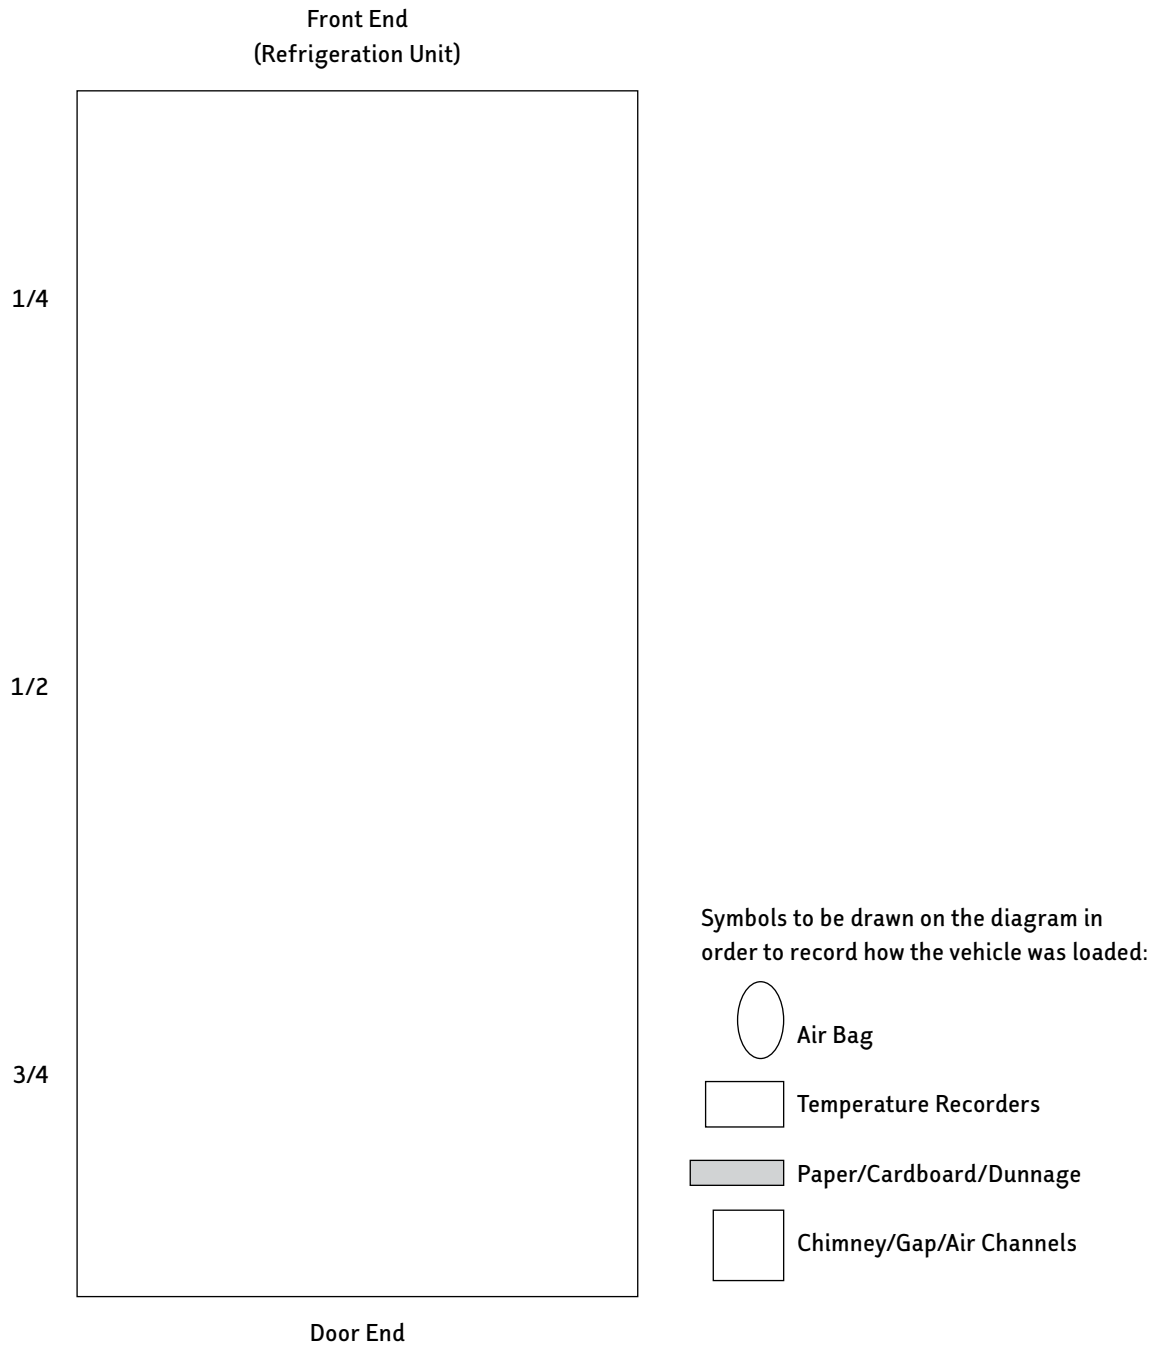 Front End
(Refrigeration Unit)
1/4
1/2
3/4
Symbols to be drawn on the diagram in
order to record how the vehicle was loaded:
Air Bag
Temperature Recorders
Paper/Cardboard/Dunnage
Chimney/Gap/Air Channels
Door End